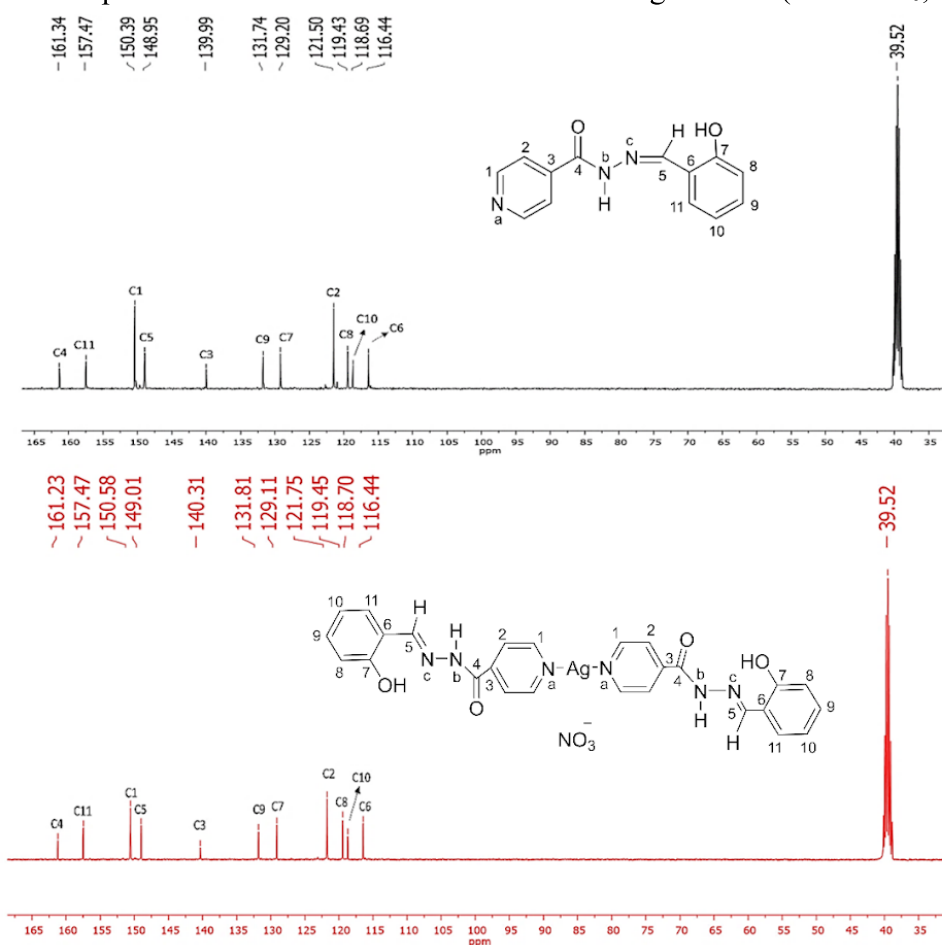 161.34
157.47
150.39
148.95
139.99
131.74
129.20
121.50
119.43
118.69
116.44
39.52
O
H
HO
2
c
7
3
b
N
8
1
4
N
5
6
N
H
11
9
a
10
C1
C2
C10
C6
C5
C8
C4
C11
C9
C7
C3
165 160 155 150 145 140 135 130 125 120 115 110 105 100 95 90 85 80 75 70 65 60 55 50 45 40 35
ppm
161.23
157.47
150.58
149.01
140.31
131.81
129.11
121.75
119.45
118.70
116.44
39.52
10
11
H
9
6
5
H
2
1
1
2
O
8
7
N
N
4
3
N
Ag
N
3
4
b
N
c
HO
7
8
OH
c
b
O
a
a
N
H
5
H
6
11
9
10
NO₃⁻
C2
C10
C1
C8
C6
C4
C11
C5
C9
C7
C3
165 160 155 150 145 140 135 130 125 120 115 110 105 100 95 90 85 80 75 70 65 60 55 50 45 40 35
ppm